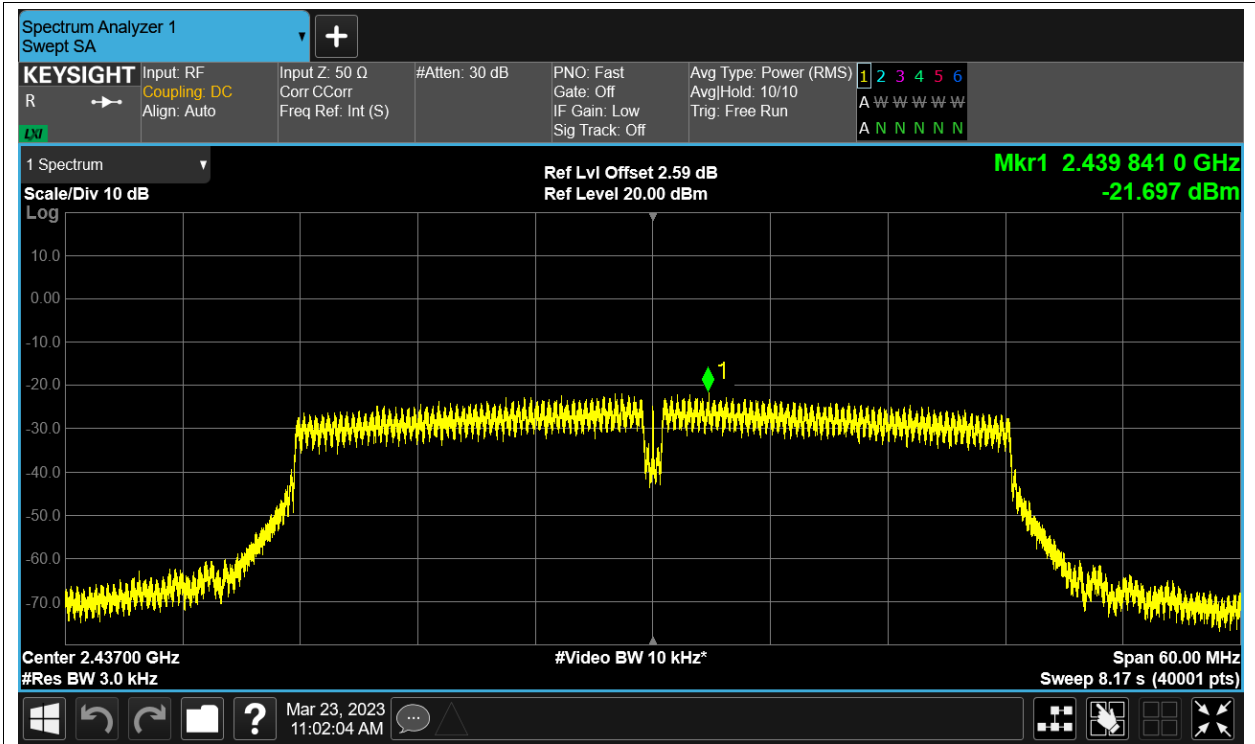 Spectrum Analyzer 1
Swept SA
+
KEYSIGHT
R
LXI
Input: RF
Coupling: DC
Align: Auto
Input Z: 50 Ω
Corr CCorr
Freq Ref: Int (S)
#Atten: 30 dB
PNO: Fast
Gate: Off
IF Gain: Low
Sig Track: Off
Avg Type: Power (RMS)
Avg|Hold: 10/10
Trig: Free Run
1 2 3 4 5 6
A W W W W W
A N N N N N
1 Spectrum
Scale/Div 10 dB
Log
Ref Lvl Offset 2.59 dB
Ref Level 20.00 dBm
Mkr1 2.439 841 0 GHz
-21.697 dBm
10.0
0.00
-10.0
-20.0
-30.0
-40.0
-50.0
-60.0
-70.0
1
Center 2.43700 GHz
#Res BW 3.0 kHz
#Video BW 10 kHz*
Span 60.00 MHz
Sweep 8.17 s (40001 pts)
?
Mar 23, 2023
11:02:04 AM